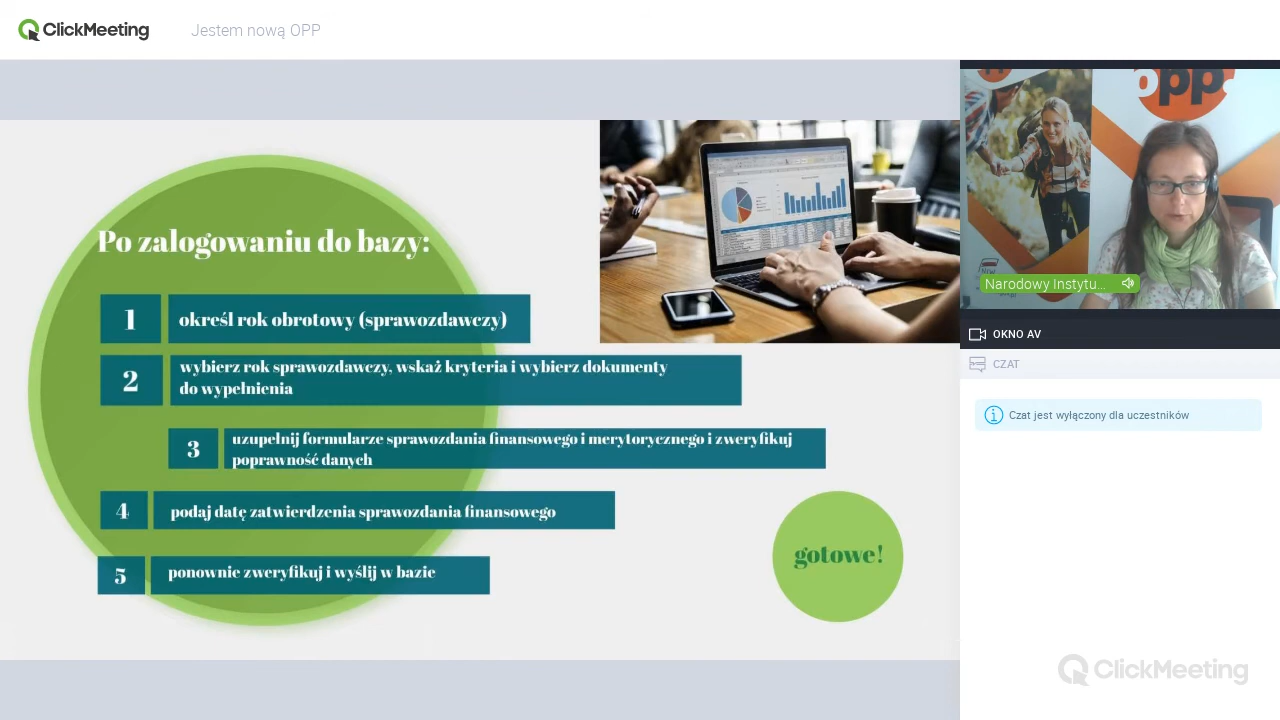 ClickMeeting
Jestem nową OPP
Po zalogowaniu do bazy:
1
określ rok obrotowy (sprawozdawczy)
2
wybierz rok sprawozdawczy, wskaż kryteria i wybierz dokumenty
do wypełnienia
3
uzupełnij formularze sprawozdania finansowego i merytorycznego i zweryfikuj
poprawność danych
4
podaj datę zatwierdzenia sprawozdania finansowego
5
ponownie zweryfikuj i wyślij w bazie
gotowe!
opp
Narodowy Instytu...
OKNO AV
CZAT
Czat jest wyłączony dla uczestników
ClickMeeting